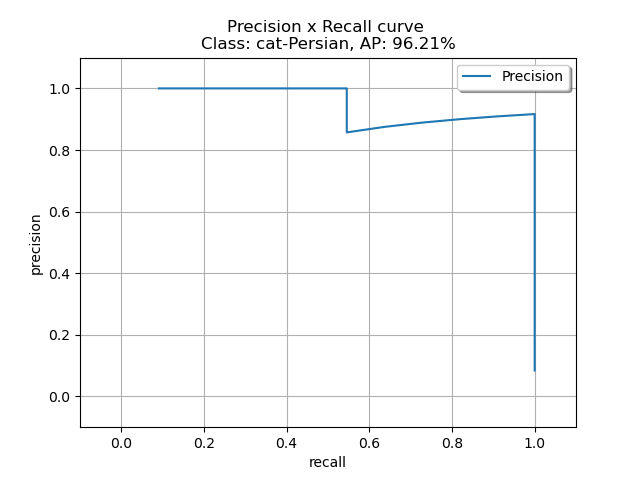 Precision x Recall curve
Class: cat-Persian, AP: 96.21%
Precision
1.0
0.8
0.6
0.4
0.2
0.0
precision
0.0 0.2 0.4 0.6 0.8 1.0
recall